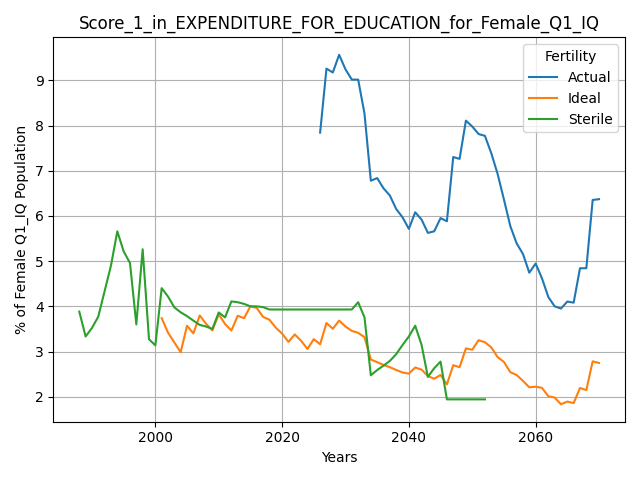 Score_1_in_EXPENDITURE_FOR_EDUCATION_for_Female_Q1_IQ
Fertility
Actual
Ideal
Sterile
% of Female Q1_IQ Population
9
8
7
6
5
4
3
2
2000
2020
2040
2060
Years